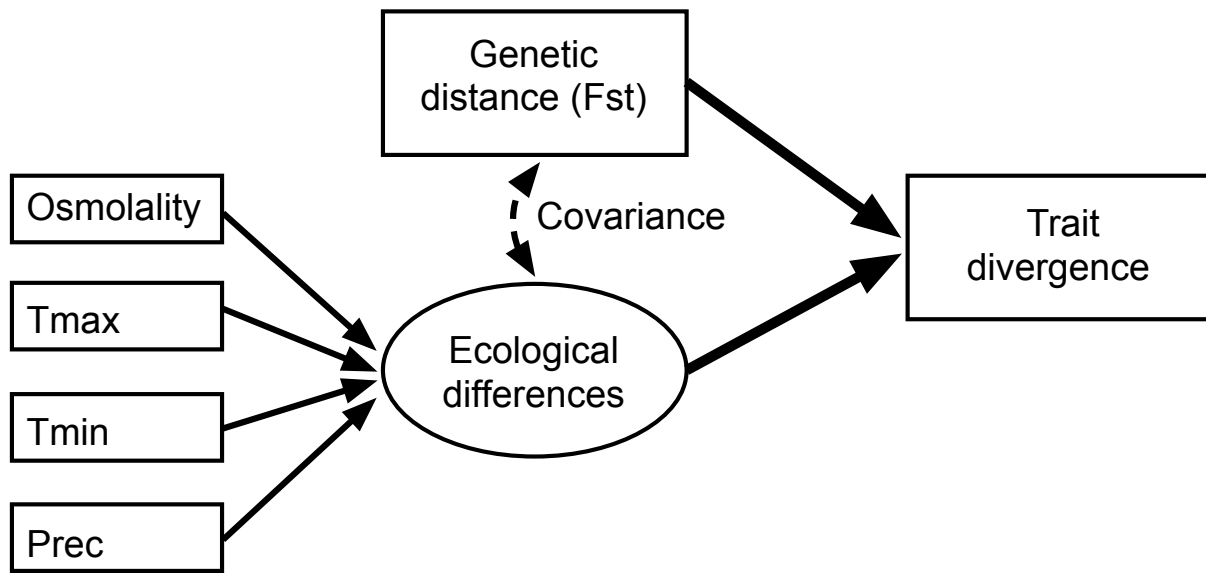 Genetic
distance (Fst)
Osmolality
Covariance
Trait
divergence
Tmax
Ecological
differences
Tmin
Prec